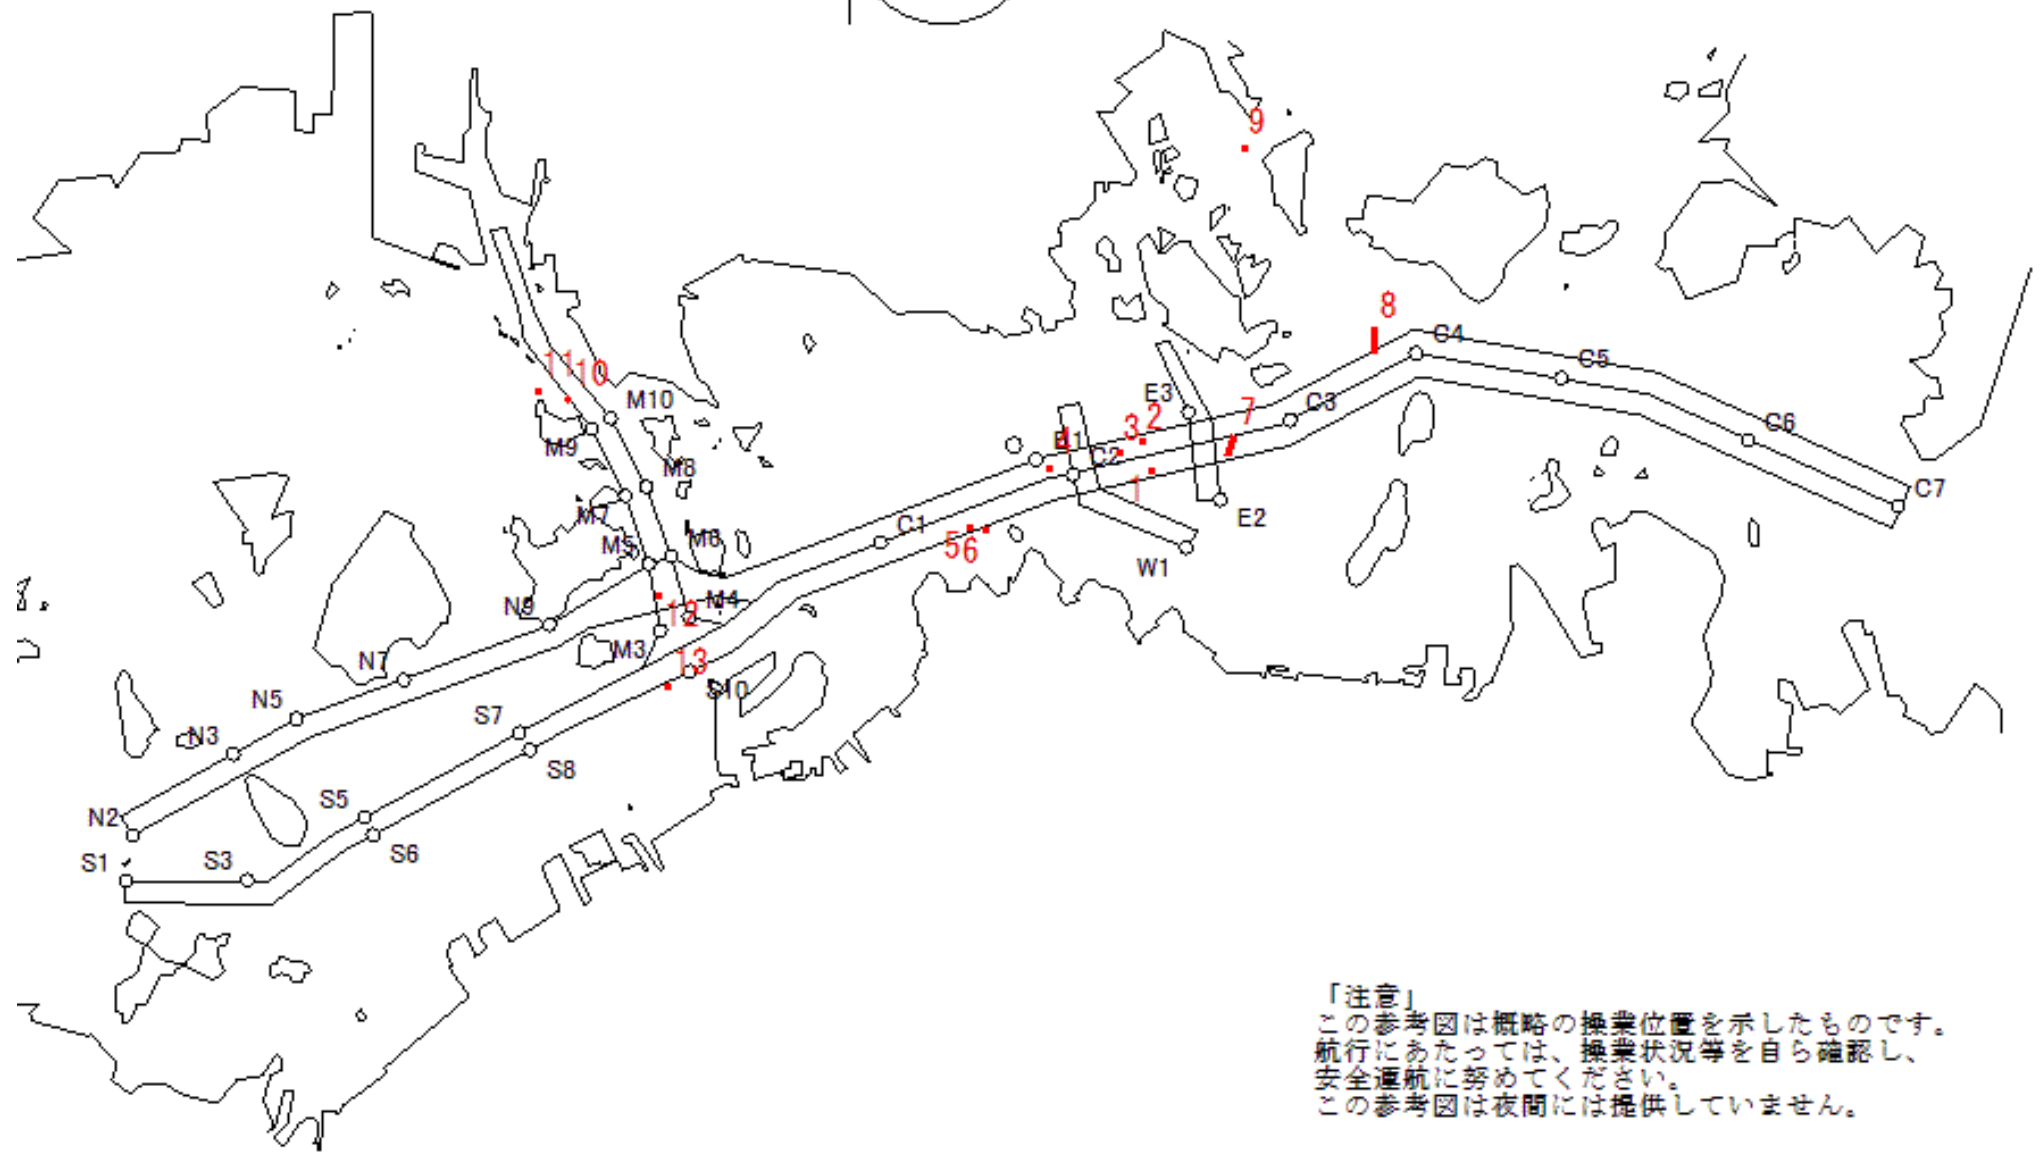 9
8
C4
C5
11
10
M10
E3
2
7
C3
3
C6
M9
4
E1
C2
M8
1
C7
M7
E2
C1
M5
M6
5
6
W1
N9
M4
12
M3
N7
13
S10
N5
S7
N3
S8
S5
N2
S6
S1
S3
「注意」
この参考図は概略の操業位置を示したものです。
航行にあたっては、操業状況等を自ら確認し、
安全運航に努めてください。
この参考図は夜間には提供していません。